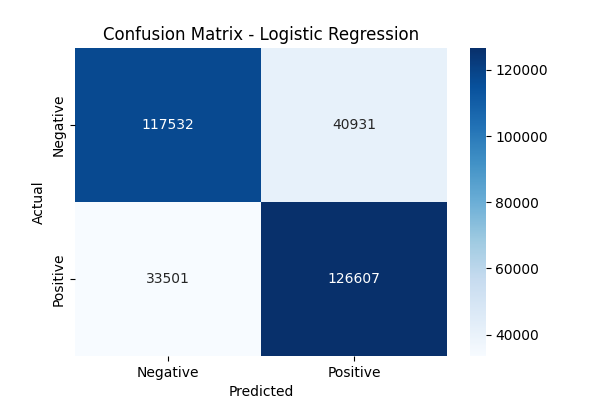 Confusion Matrix - Logistic Regression
Actual
Negative
117532
40931
Positive
33501
126607
Negative
Positive
Predicted
120000
100000
80000
60000
40000